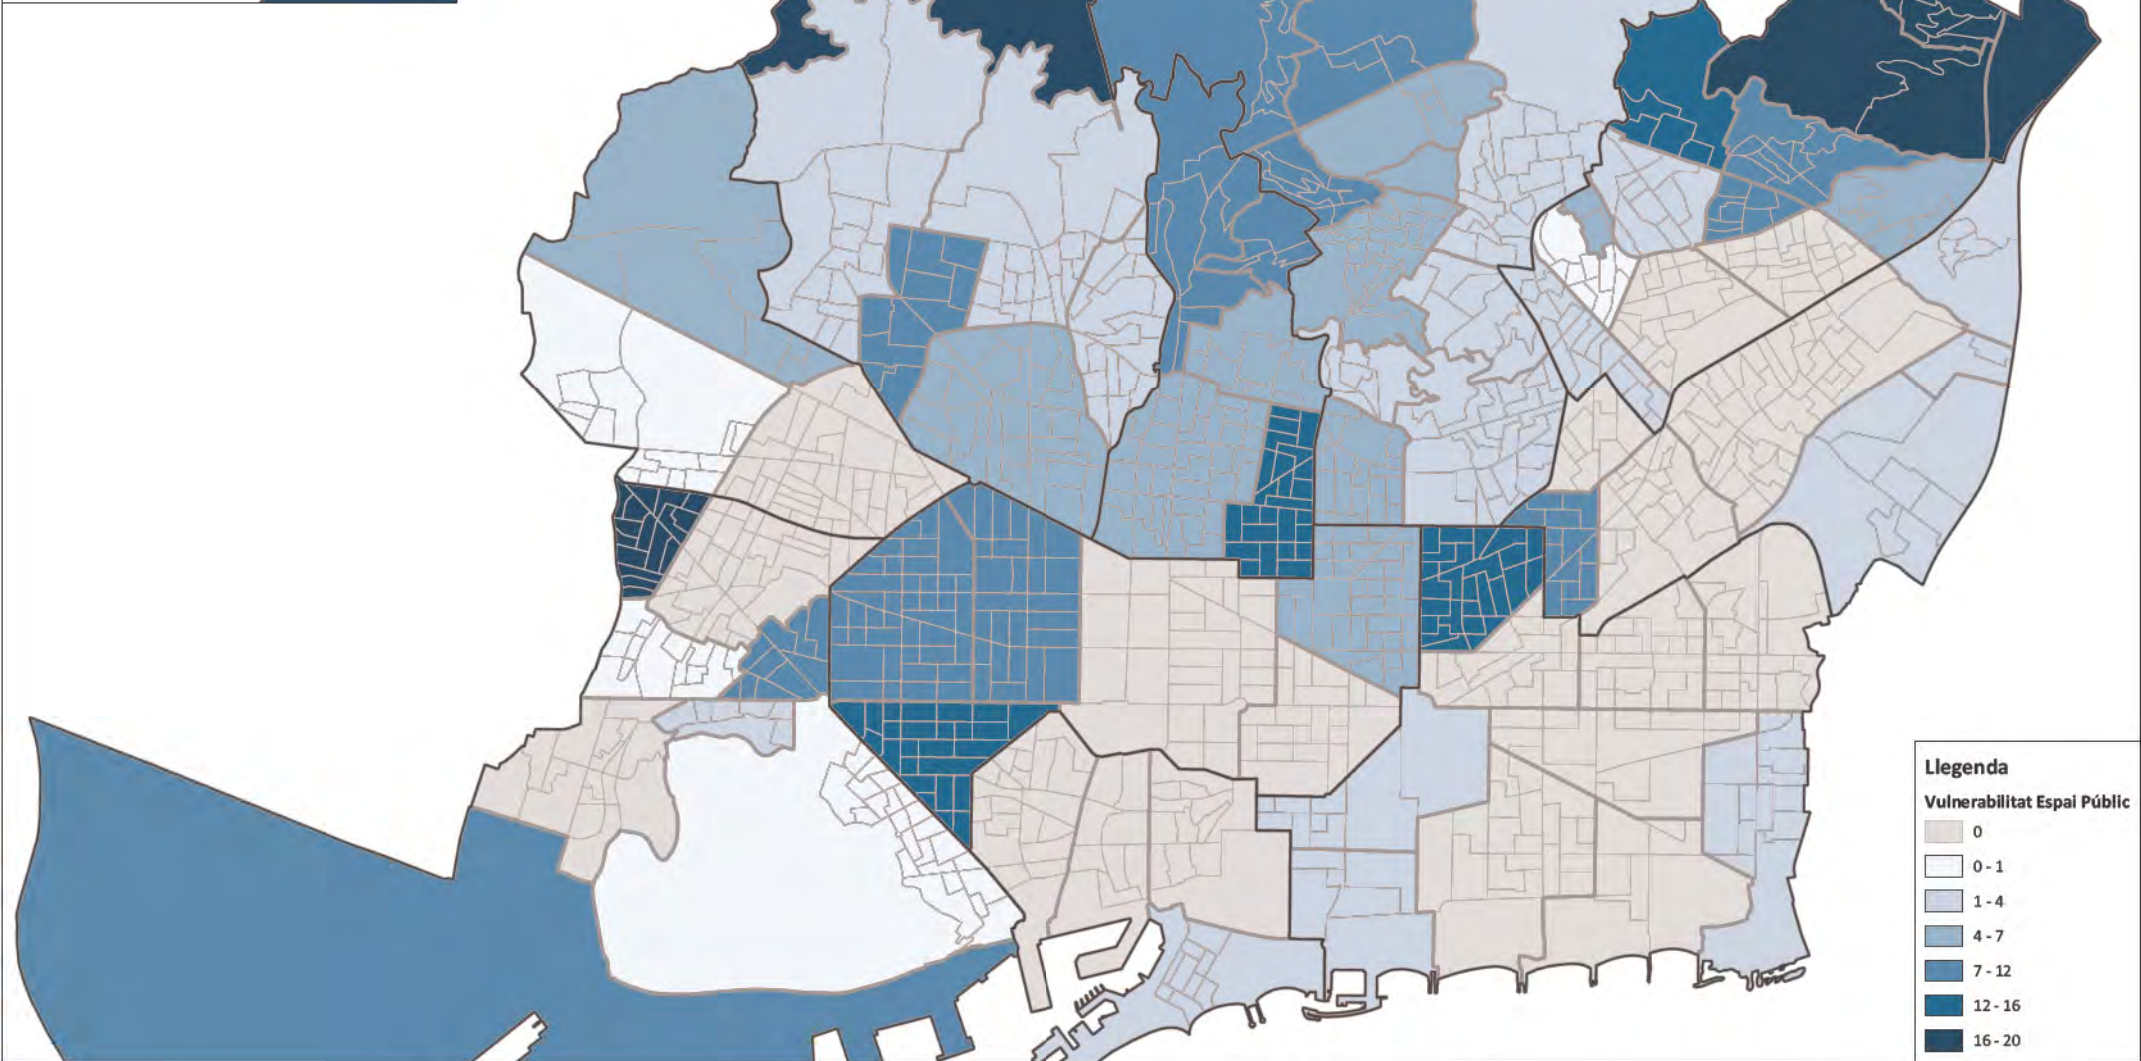 Llegenda
Vulnerabilitat Espai Públic
0
0 - 1
1 - 4
4 - 7
7 - 12
12 - 16
16 - 20